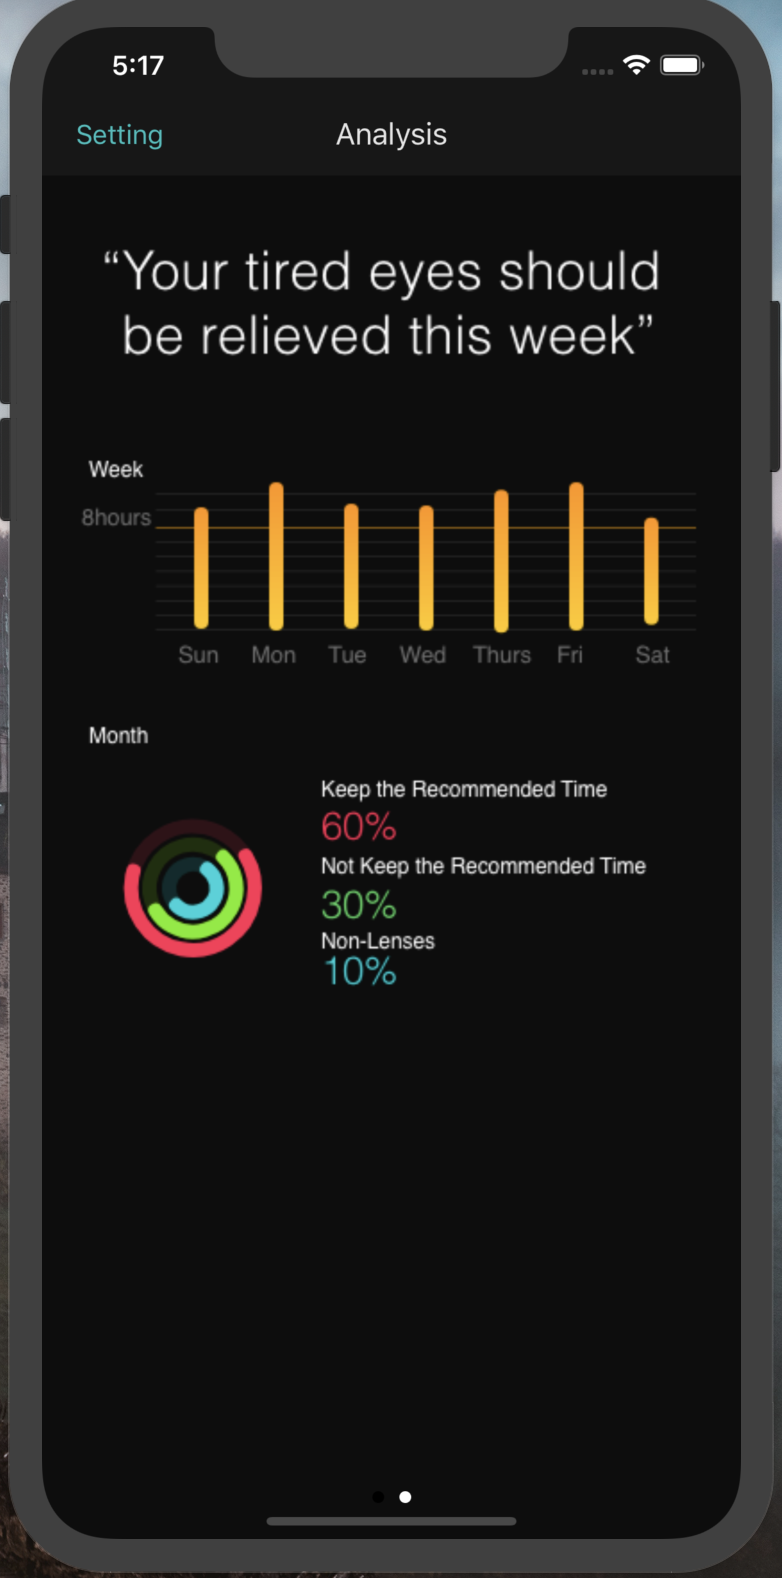 5:17
Setting
Analysis
“Your tired eyes should
be relieved this week”
Week
8hours
Sun Mon Tue Wed Thurs Fri Sat
Month
Keep the Recommended Time
60%
Not Keep the Recommended Time
30%
Non-Lenses
10%